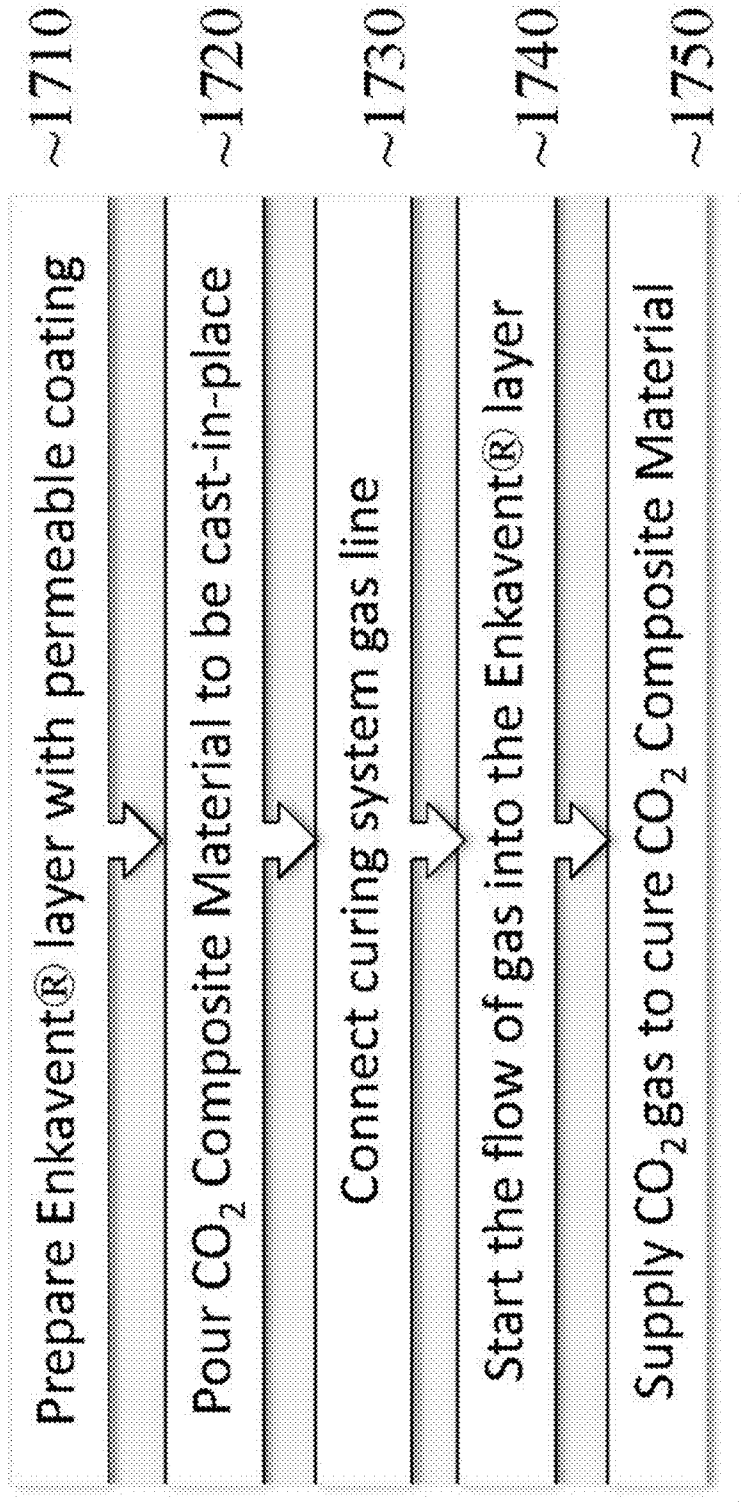 Prepare Enkavent® layer with permeable coating ~1710
Pour CO₂ Composite Material to be cast-in-place ~1720
Connect curing system gas line ~1730
Start the flow of gas into the Enkavent® layer ~1740
Supply CO₂ gas to cure CO₂ Composite Material ~1750